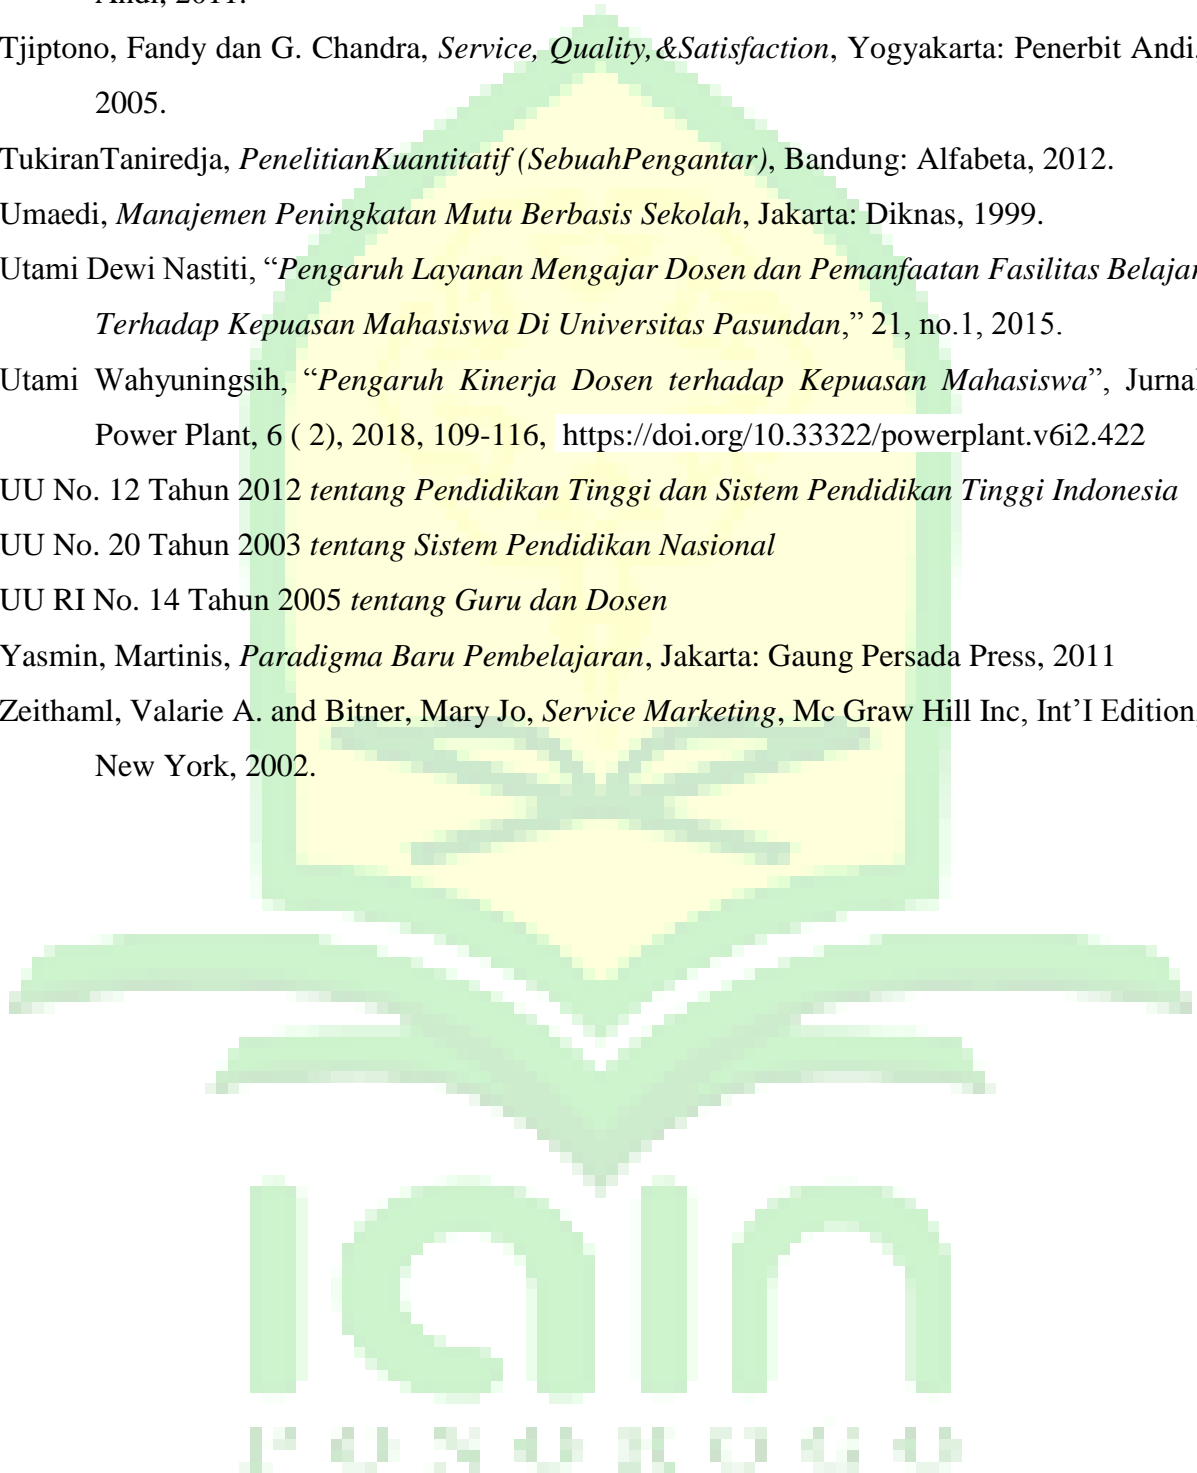 Andi, 2011.
Tjiptono, Fandy dan G. Chandra, Service, Quality,&Satisfaction, Yogyakarta: Penerbit Andi,
2005.
TukiranTaniredja, PenelitianKuantitatif (SebuahPengantar), Bandung: Alfabeta, 2012.
Umaedi, Manajemen Peningkatan Mutu Berbasis Sekolah, Jakarta: Diknas, 1999.
Utami Dewi Nastiti, “Pengaruh Layanan Mengajar Dosen dan Pemanfaatan Fasilitas Belajar
Terhadap Kepuasan Mahasiswa Di Universitas Pasundan,” 21, no.1, 2015.
Utami Wahyuningsih, “Pengaruh Kinerja Dosen terhadap Kepuasan Mahasiswa”, Jurnal
Power Plant, 6 ( 2), 2018, 109-116, https://doi.org/10.33322/powerplant.v6i2.422
UU No. 12 Tahun 2012 tentang Pendidikan Tinggi dan Sistem Pendidikan Tinggi Indonesia
UU No. 20 Tahun 2003 tentang Sistem Pendidikan Nasional
UU RI No. 14 Tahun 2005 tentang Guru dan Dosen
Yasmin, Martinis, Paradigma Baru Pembelajaran, Jakarta: Gaung Persada Press, 2011
Zeithaml, Valarie A. and Bitner, Mary Jo, Service Marketing, Mc Graw Hill Inc, Int’I Edition,
New York, 2002.
iain
PONOROGO